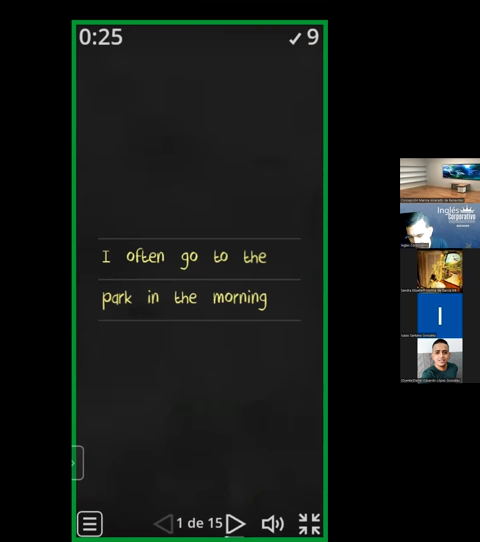 0:25
✓ 9
I often go to the
park in the morning
1 de 15
Inglés
Corporativo
I